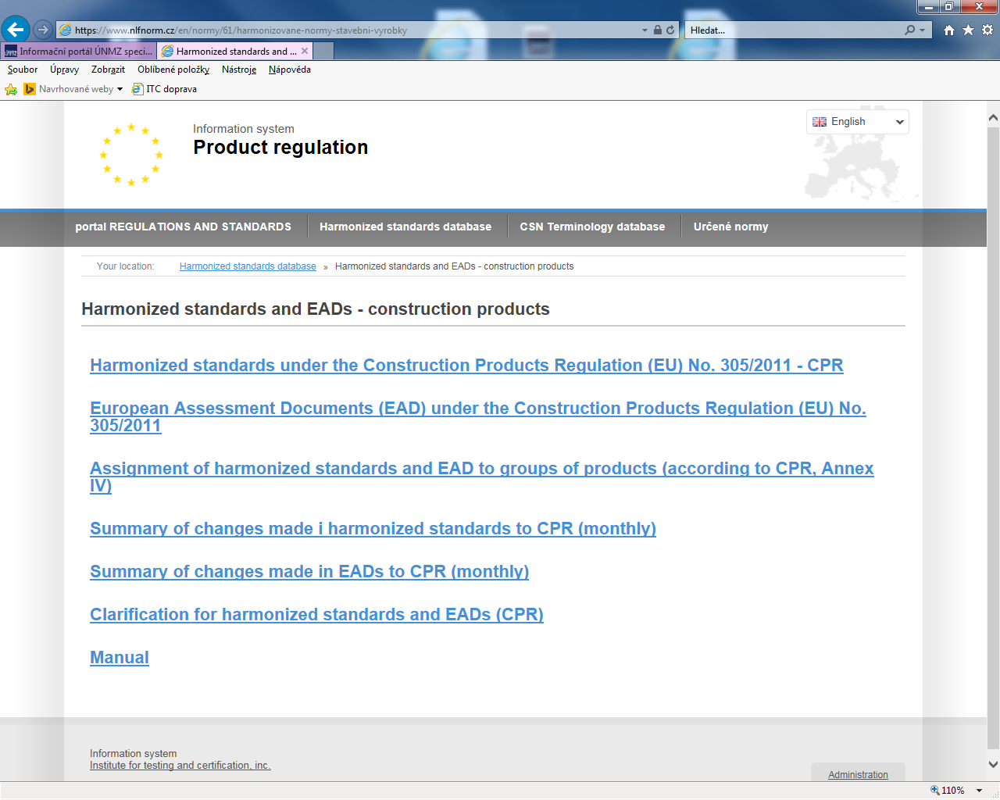 https://www.nlfnorm.cz/en/normy/61/harmonizovane-normy-stavebni-vyrobky
Hledat...
Informační portál ÚNMZ speci...
Harmonized standards and ...
Soubor Úpravy Zobrazit Oblíbené položky Nástroje Nápověda
Navrhované weby ITC doprava
Information system
Product regulation
English
portal REGULATIONS AND STANDARDS Harmonized standards database CSN Terminology database Určené normy
Your location: Harmonized standards database » Harmonized standards and EADs - construction products
Harmonized standards and EADs - construction products
Harmonized standards under the Construction Products Regulation (EU) No. 305/2011 - CPR
European Assessment Documents (EAD) under the Construction Products Regulation (EU) No.
305/2011
Assignment of harmonized standards and EAD to groups of products (according to CPR, Annex
IV)
Summary of changes made i harmonized standards to CPR (monthly)
Summary of changes made in EADs to CPR (monthly)
Clarification for harmonized standards and EADs (CPR)
Manual
Information system
Institute for testing and certification, inc.
Administration
110%